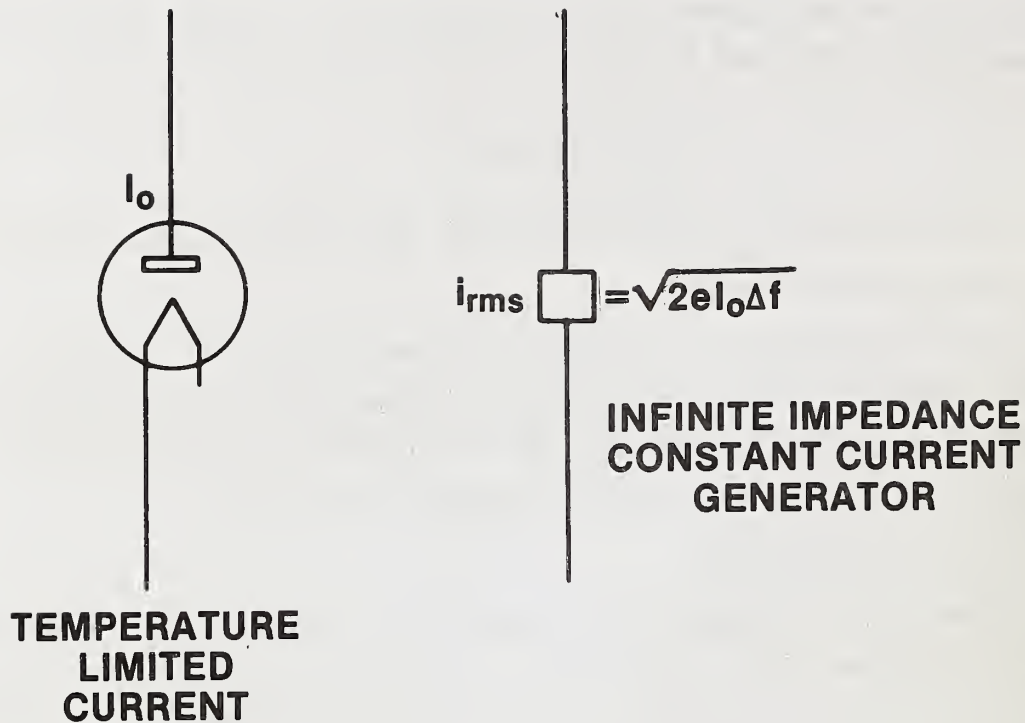 I₀
TEMPERATURE
LIMITED
CURRENT
iᵣₘₛ =√2eI₀Δf
INFINITE IMPEDANCE
CONSTANT CURRENT
GENERATOR